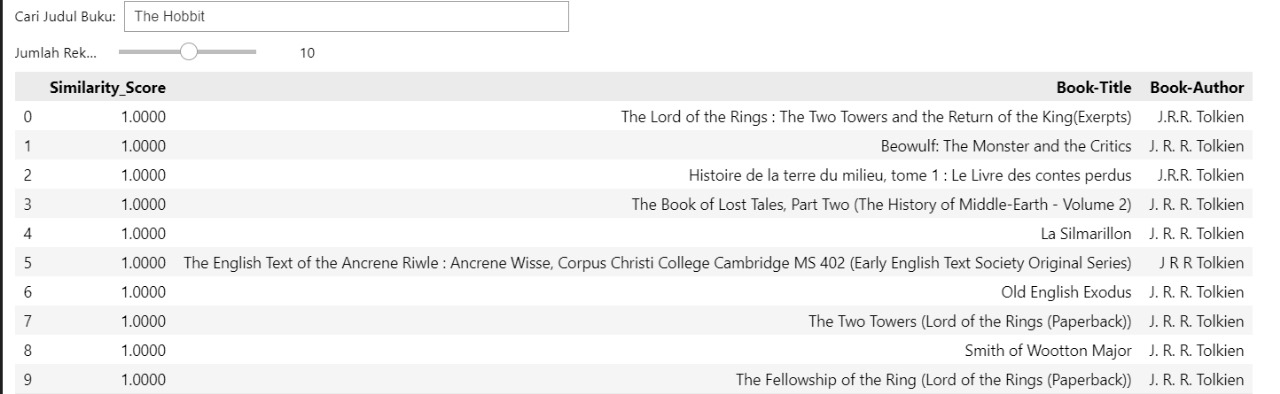 Cari Judul Buku: The Hobbit
Jumlah Rek... 10
Similarity_Score Book-Title Book-Author
0 1.0000 The Lord of the Rings : The Two Towers and the Return of the King(Exerpts) J.R.R. Tolkien
1 1.0000 Beowulf: The Monster and the Critics J. R. R. Tolkien
2 1.0000 Histoire de la terre du milieu, tome 1 : Le Livre des contes perdus J.R.R. Tolkien
3 1.0000 The Book of Lost Tales, Part Two (The History of Middle-Earth - Volume 2) J. R. R. Tolkien
4 1.0000 La Silmarillon J. R. R. Tolkien
5 1.0000 The English Text of the Ancrene Riwle : Ancrene Wisse, Corpus Christi College Cambridge MS 402 (Early English Text Society Original Series) J R R Tolkien
6 1.0000 Old English Exodus J. R. R. Tolkien
7 1.0000 The Two Towers (Lord of the Rings (Paperback)) J. R. R. Tolkien
8 1.0000 Smith of Wootton Major J. R. R. Tolkien
9 1.0000 The Fellowship of the Ring (Lord of the Rings (Paperback)) J. R. R. Tolkien